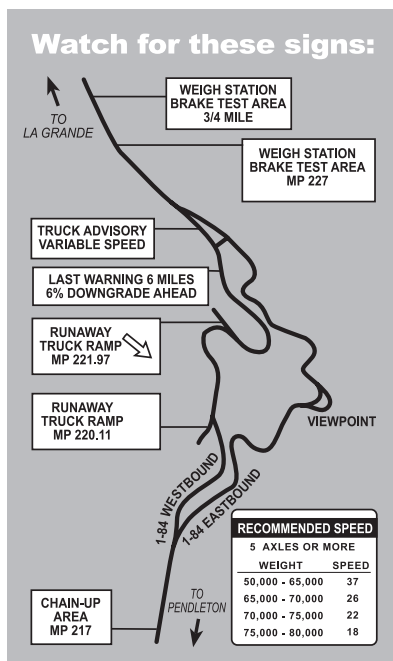 Watch for these signs:
TO
LA GRANDE
WEIGH STATION
BRAKE TEST AREA
3/4 MILE
WEIGH STATION
BRAKE TEST AREA
MP 227
TRUCK ADVISORY
VARIABLE SPEED
LAST WARNING 6 MILES
6% DOWNGRADE AHEAD
RUNAWAY
TRUCK RAMP
MP 221.97
RUNAWAY
TRUCK RAMP
MP 220.11
VIEWPOINT
1-84 WESTBOUND
1-84 EASTBOUND
CHAIN-UP
AREA
MP 217
TO
PENDLETON
RECOMMENDED SPEED
5 AXLES OR MORE
WEIGHT SPEED
50,000 - 65,000 37
65,000 - 70,000 26
70,000 - 75,000 22
75,000 - 80,000 18